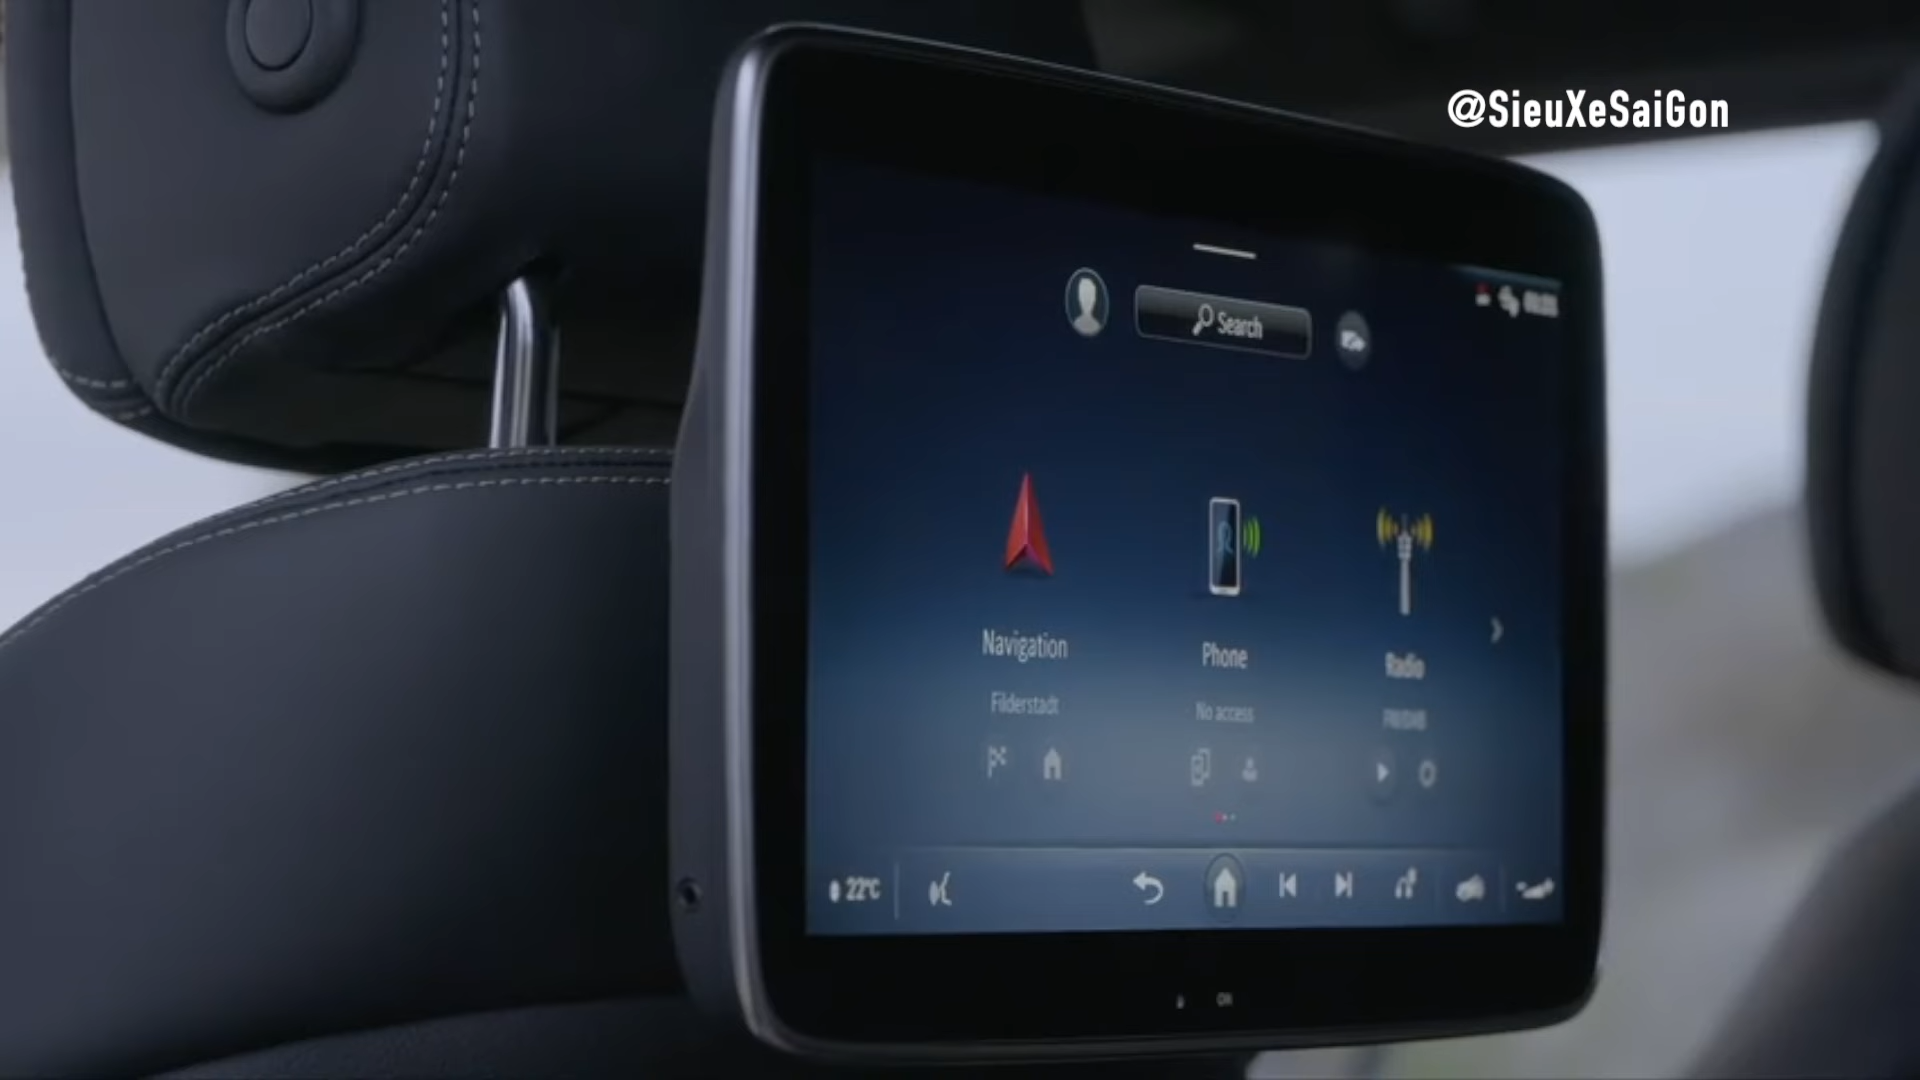 @SieuXeSaiGon
Search
Navigation
Phone
Radio
Filderstadt
No access
22°C